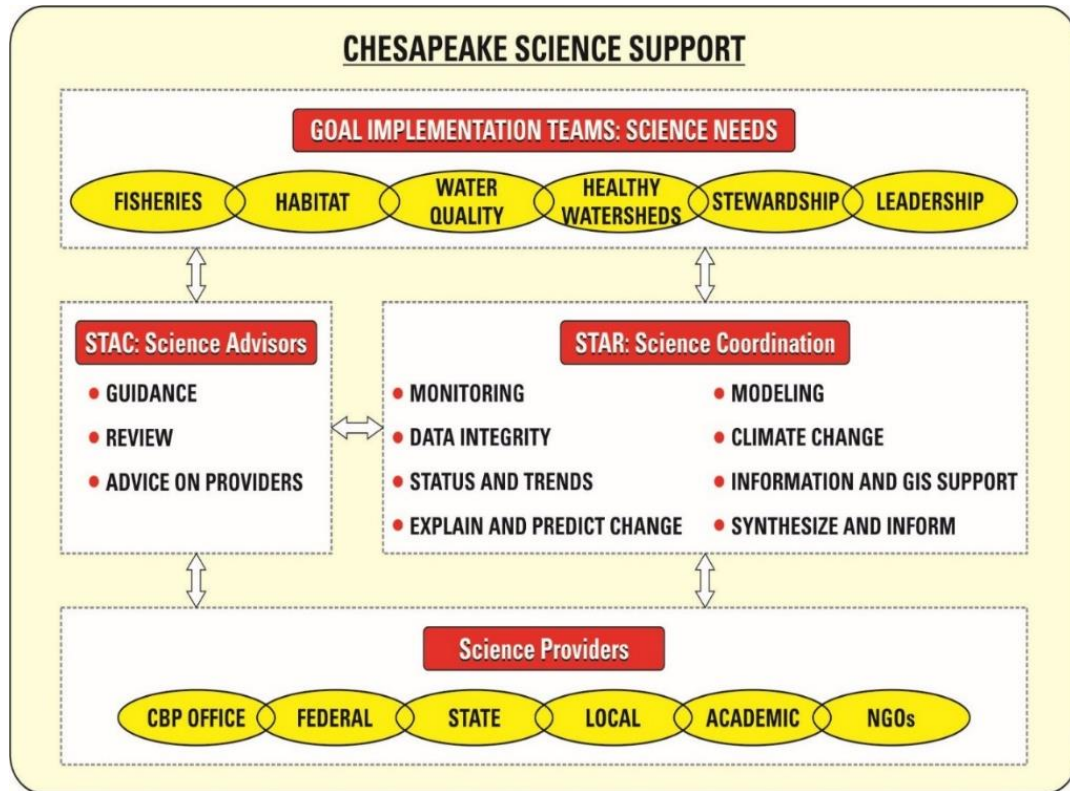 CHESAPEAKE SCIENCE SUPPORT
GOAL IMPLEMENTATION TEAMS: SCIENCE NEEDS
FISHERIES
HABITAT
WATER
QUALITY
HEALTHY
WATERSHEDS
STEWARDSHIP
LEADERSHIP
STAC: Science Advisors
• GUIDANCE
• REVIEW
• ADVICE ON PROVIDERS
STAR: Science Coordination
• MONITORING
• DATA INTEGRITY
• STATUS AND TRENDS
• EXPLAIN AND PREDICT CHANGE
• MODELING
• CLIMATE CHANGE
• INFORMATION AND GIS SUPPORT
• SYNTHESIZE AND INFORM
Science Providers
CBP OFFICE
FEDERAL
STATE
LOCAL
ACADEMIC
NGOs